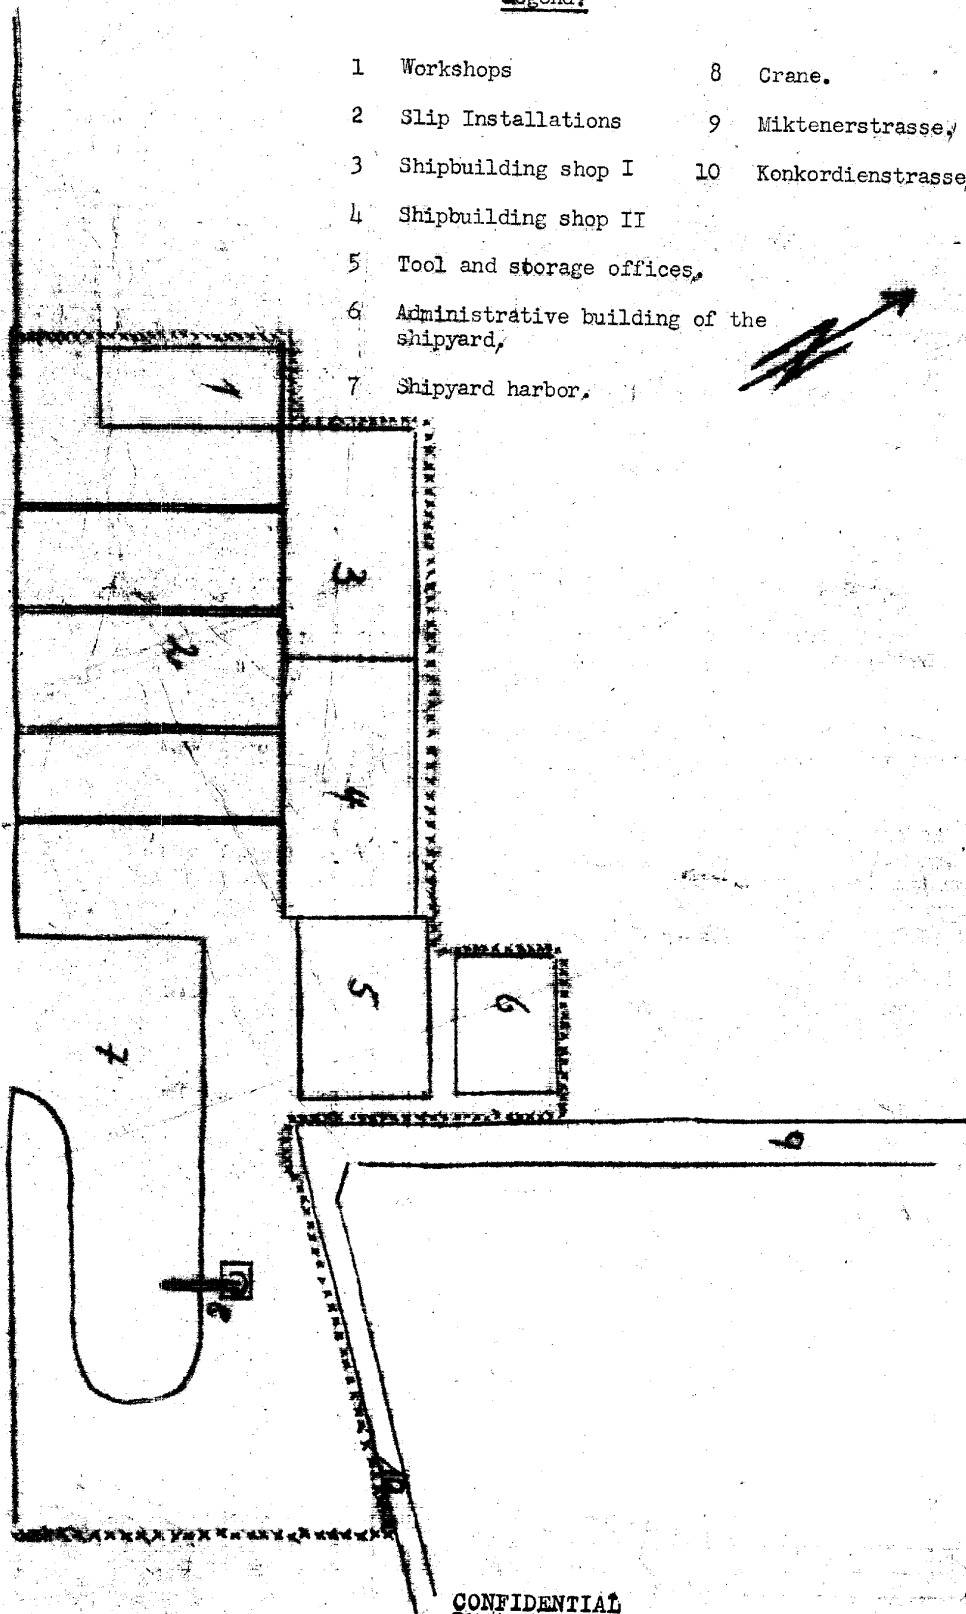 Legend:
1 Workshops
2 Slip Installations
3 Shipbuilding shop I
4 Shipbuilding shop II
5 Tool and storage offices,
6 Administrative building of the
shipyard,
7 Shipyard harbor.
8 Crane.
9 Miktenerstrasse,
10 Konkordienstrasse,
1
3
2
4
5
6
7
9
8
10
CONFIDENTIAL